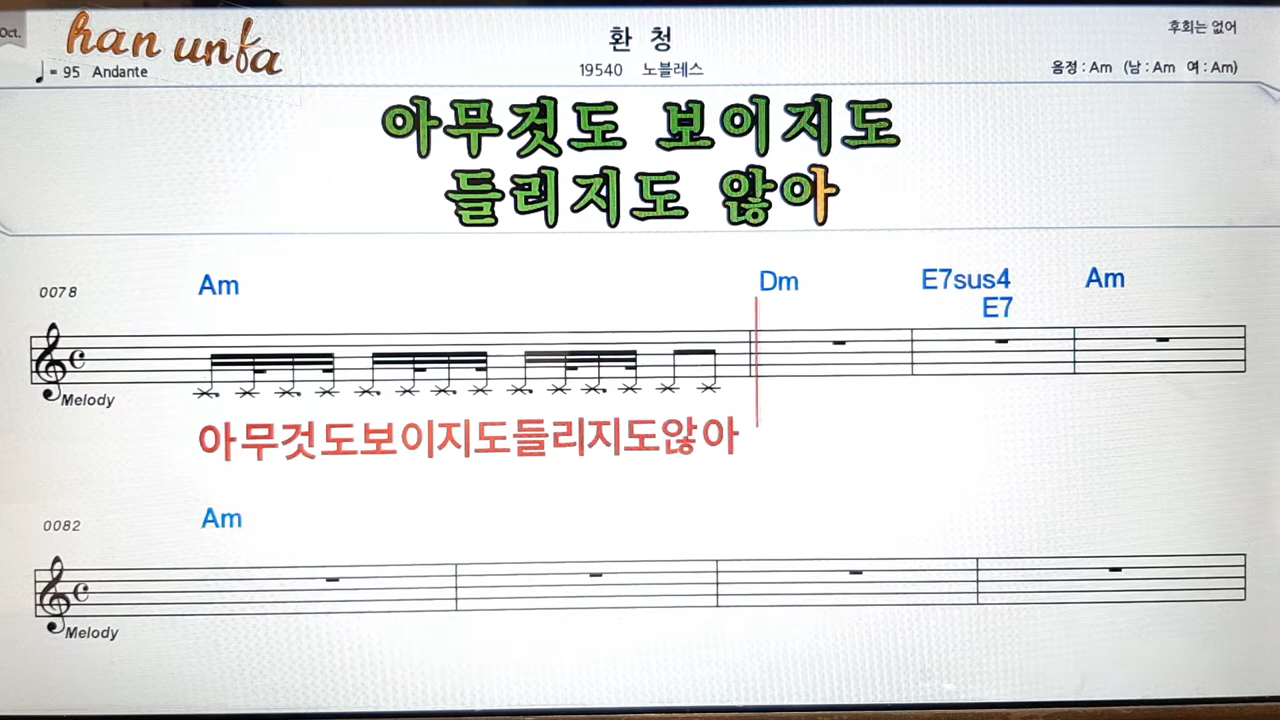 Oct.
han unfa
♩= 95 Andante
환 청
19540 노블레스
후회는 없어
음정 : Am (남 : Am 여 : Am)
아무것도 보이지도
들리지도 않아
0078
Am
Dm
E7sus4
E7
Am
Melody
아무것도보이지도들리지도않아
0082
Am
Melody